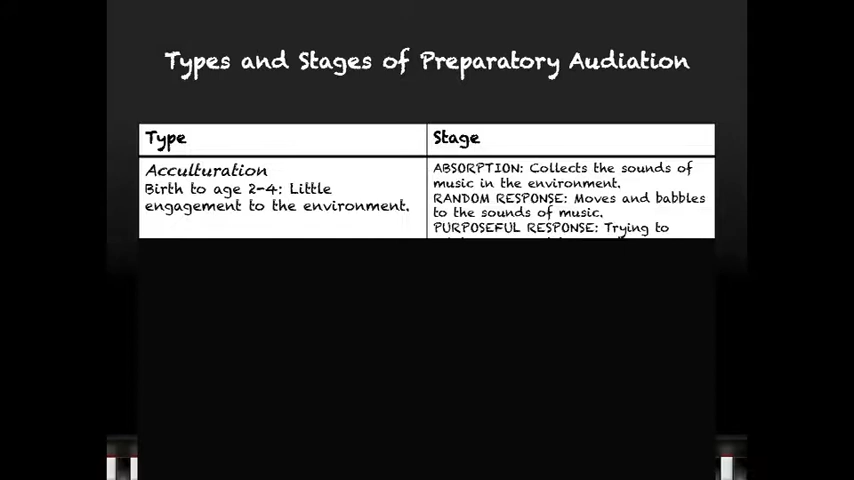 Types and Stages of Preparatory Audiation
Type
Stage
Acculturation
Birth to age 2-4: Little
engagement to the environment.
ABSORPTION: Collects the sounds of
music in the environment.
RANDOM RESPONSE: Moves and babbles
to the sounds of music.
PURPOSEFUL RESPONSE: Trying to